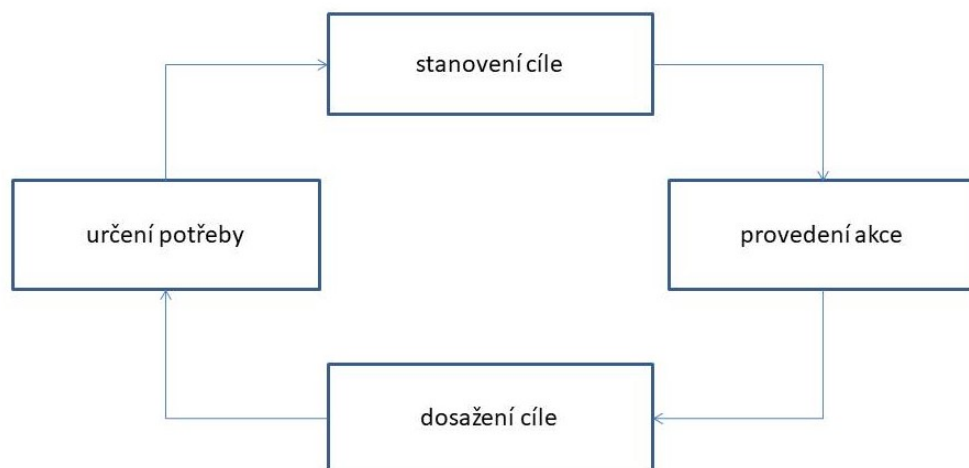 stanovení cíle
určení potřeby
provedení akce
dosažení cíle